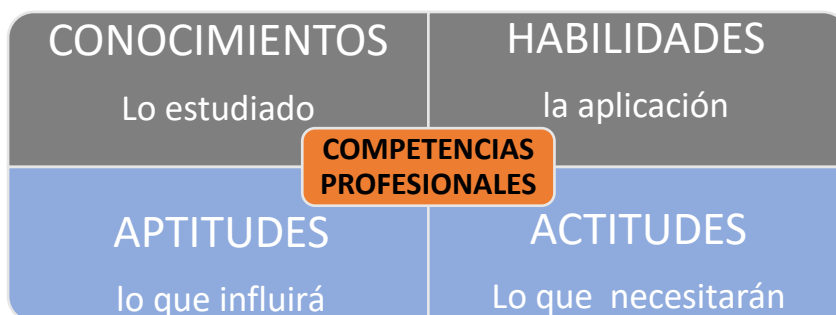 CONOCIMIENTOS
Lo estudiado
HABILIDADES
la aplicación
COMPETENCIAS
PROFESIONALES
APTITUDES
lo que influirá
ACTITUDES
Lo que necesitarán